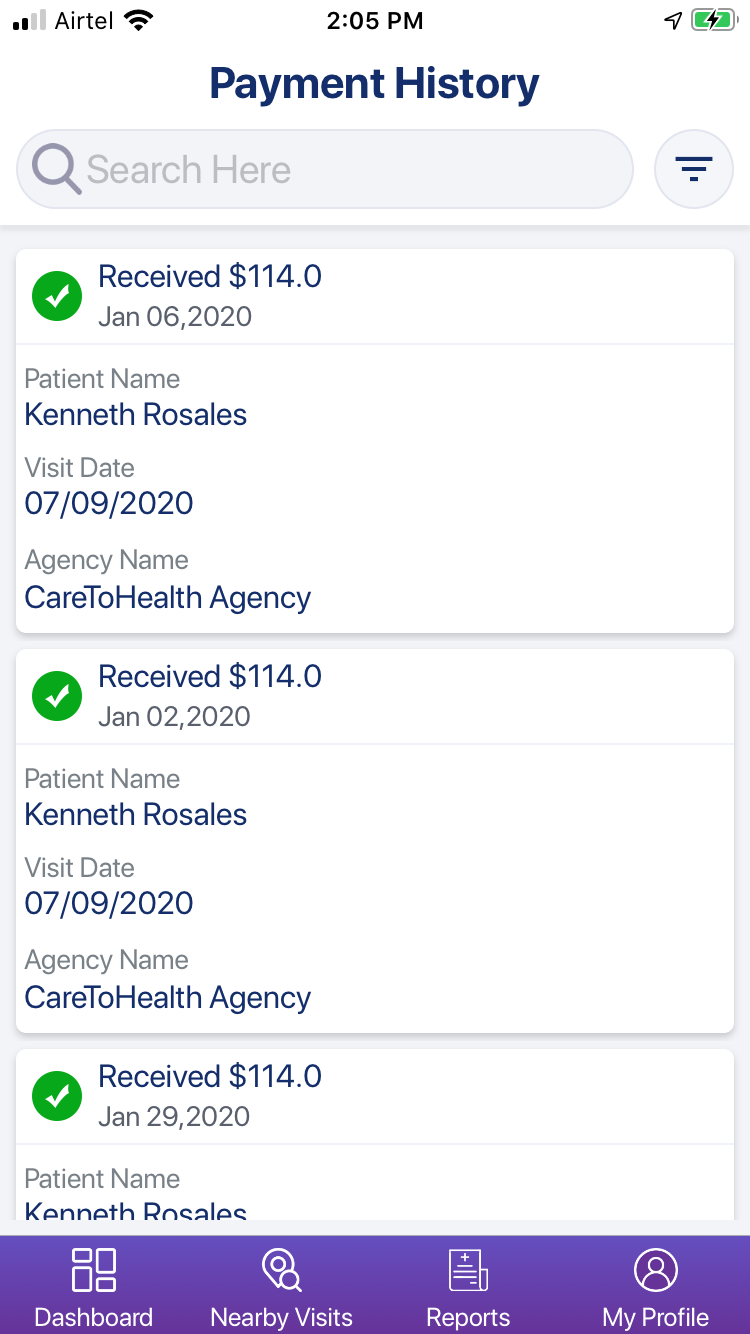 Airtel 2:05 PM
Payment History
Search Here
Received $114.0
Jan 06,2020
Patient Name
Kenneth Rosales
Visit Date
07/09/2020
Agency Name
CareToHealth Agency
Received $114.0
Jan 02,2020
Patient Name
Kenneth Rosales
Visit Date
07/09/2020
Agency Name
CareToHealth Agency
Received $114.0
Jan 29,2020
Patient Name
Kenneth Rosales
Dashboard Nearby Visits Reports My Profile